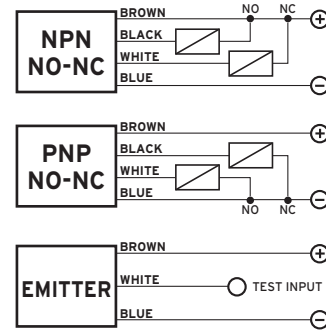 NPN
NO-NC
BROWN
NO
NC
BLACK
WHITE
BLUE
PNP
NO-NC
BROWN
BLACK
WHITE
BLUE
NO
NC
EMITTER
BROWN
WHITE
TEST INPUT
BLUE